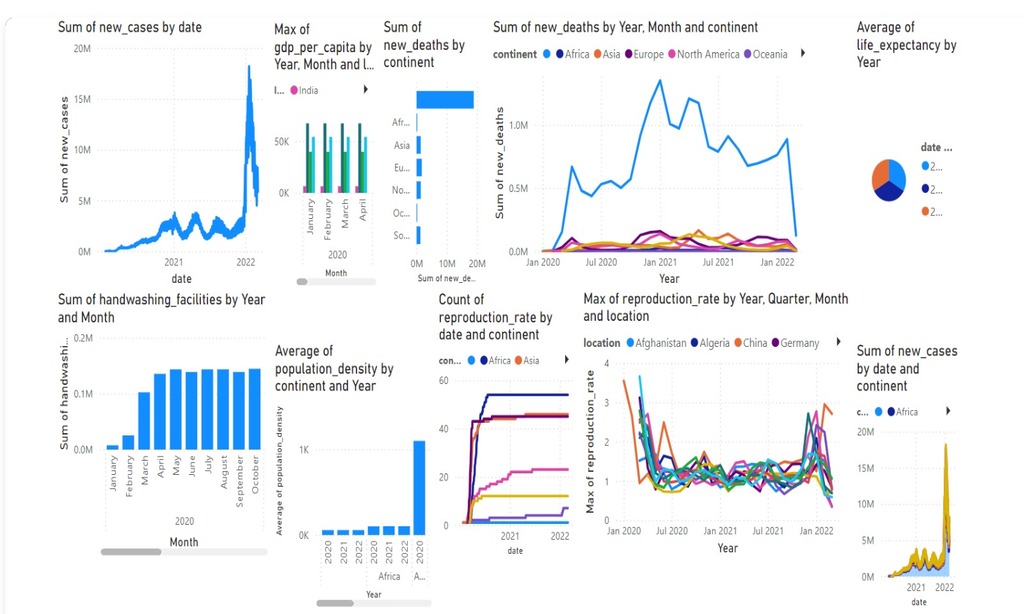 Sum of new_cases by date
20M
15M
10M
5M
0M
Sum of new_cases
2021
2022
date
Max of
gdp_per_capita by
Year, Month and l...
l...
India
50K
0K
January
February
March
April
2020
Month
Sum of
new_deaths by
continent
Afr...
Asia
Eu...
No...
Oc...
So...
0M
10M
20M
Sum of new_de...
Sum of new_deaths by Year, Month and continent
continent
Africa
Asia
Europe
North America
Oceania
1.0M
0.5M
0.0M
Sum of new_deaths
Jan 2020
Jul 2020
Jan 2021
Jul 2021
Jan 2022
Year
Average of
life_expectancy by
Year
date ...
2...
2...
2...
Sum of handwashing_facilities by Year
and Month
0.2M
0.1M
0.0M
Sum of handwashi...
January
February
March
April
May
June
July
August
September
October
2020
Month
Average of
population_density by
continent and Year
Average of population_density
1K
0K
2020
2021
2022
2020
2021
2022
2020
Africa
A...
Year
Count of
reproduction_rate by
date and continent
con...
Africa
Asia
60
40
20
0
2021
2022
date
Max of reproduction_rate by Year, Quarter, Month
and location
location
Afghanistan
Algeria
China
Germany
4
3
2
1
0
Max of reproduction_rate
Jan 2020
Jul 2020
Jan 2021
Jul 2021
Jan 2022
Year
Sum of new_cases
by date and
continent
c...
Africa
20M
15M
10M
5M
0M
2021
2022
date